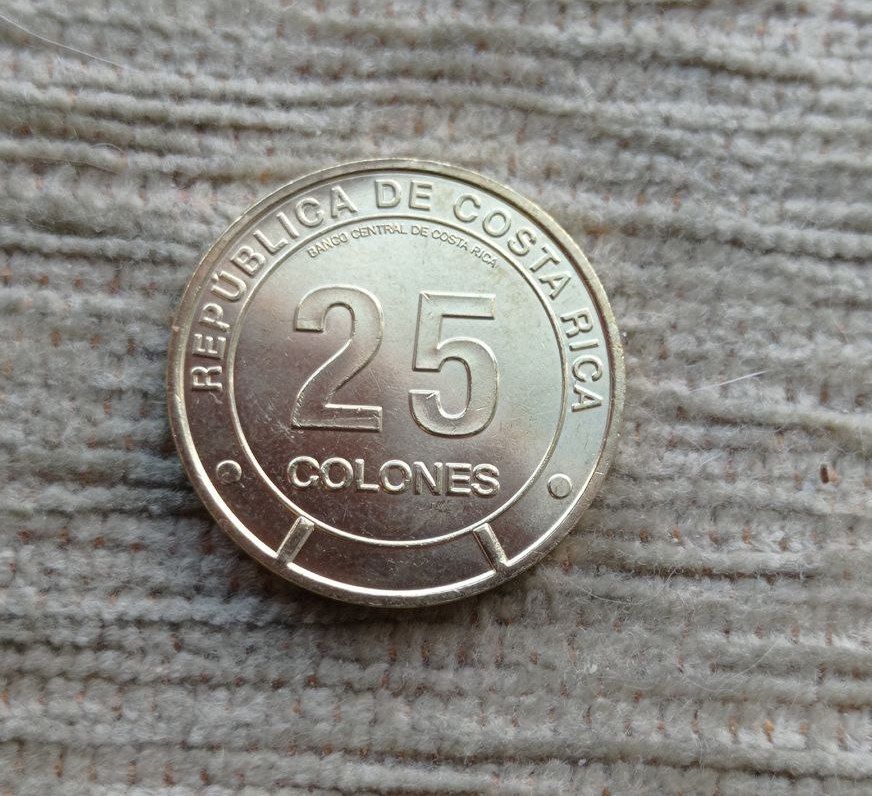 REPÚBLICA DE COSTA RICA
BANCO CENTRAL DE COSTA RICA
25
COLONES